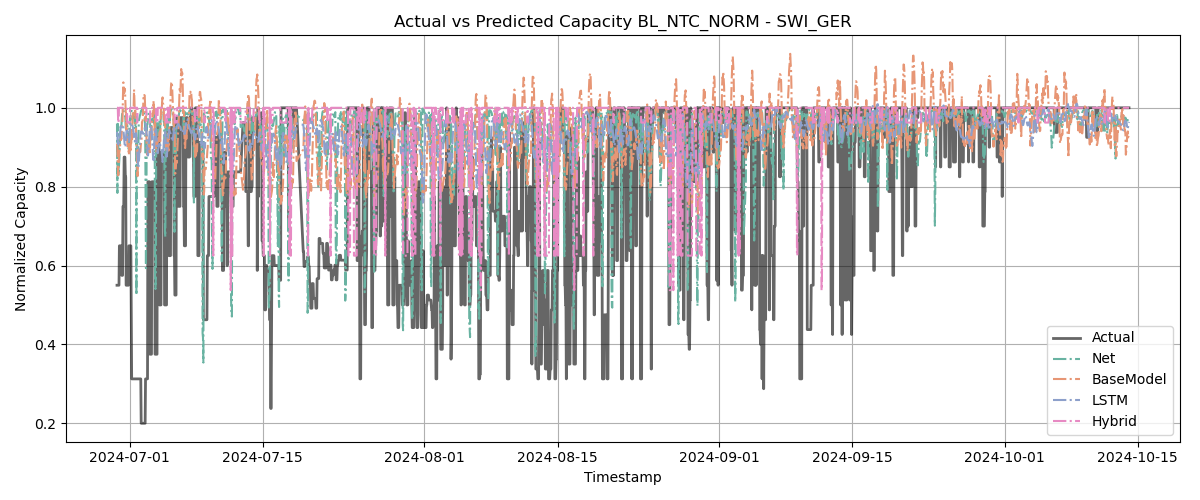 Actual vs Predicted Capacity BL_NTC_NORM - SWI_GER
Normalized Capacity
1.0
0.8
0.6
0.4
0.2
Actual
Net
BaseModel
LSTM
Hybrid
2024-07-01 2024-07-15 2024-08-01 2024-08-15 2024-09-01 2024-09-15 2024-10-01 2024-10-15
Timestamp